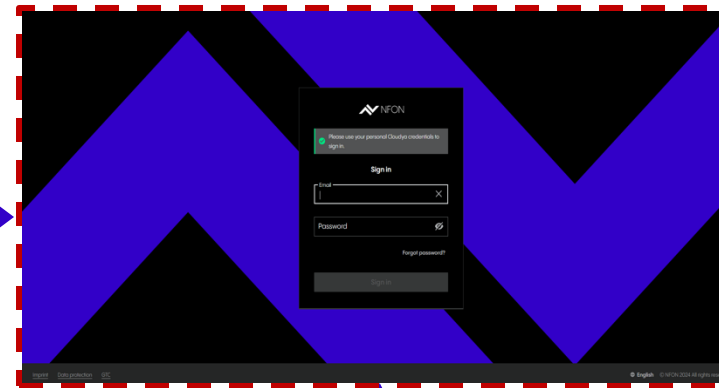 NFON
Please use your personal Cloudya credentials to
sign in.
Sign in
Email
Password
Forgot password?
Sign in
Imprint Data protection GTC
English © NFON 2024 All rights